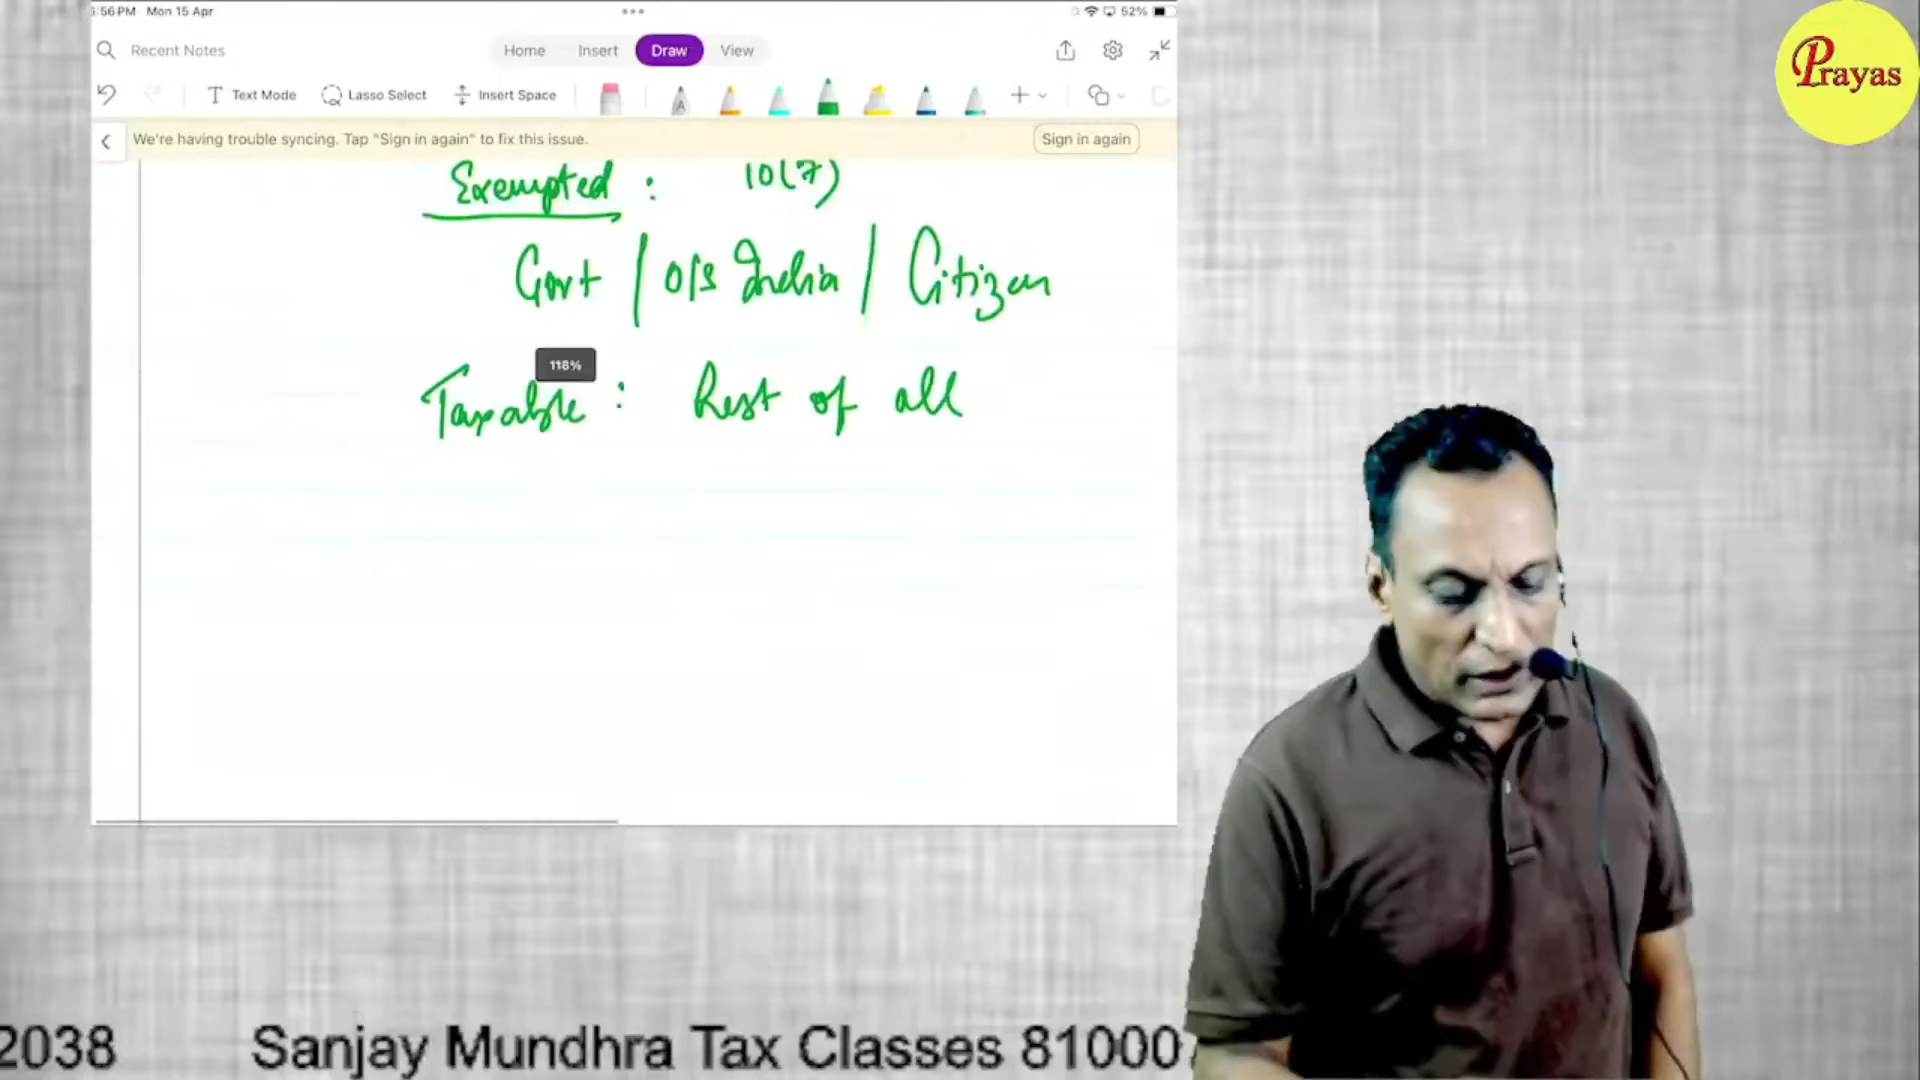 :56 PM Mon 15 Apr
52%
Prayas
Recent Notes
Home Insert Draw View
Text Mode Lasso Select Insert Space
We're having trouble syncing. Tap "Sign in again" to fix this issue.
Sign in again
Exempted : 10(7)
Govt / O/S India / Citizen
118%
Taxable : Rest of all
2038 Sanjay Mundhra Tax Classes 81000